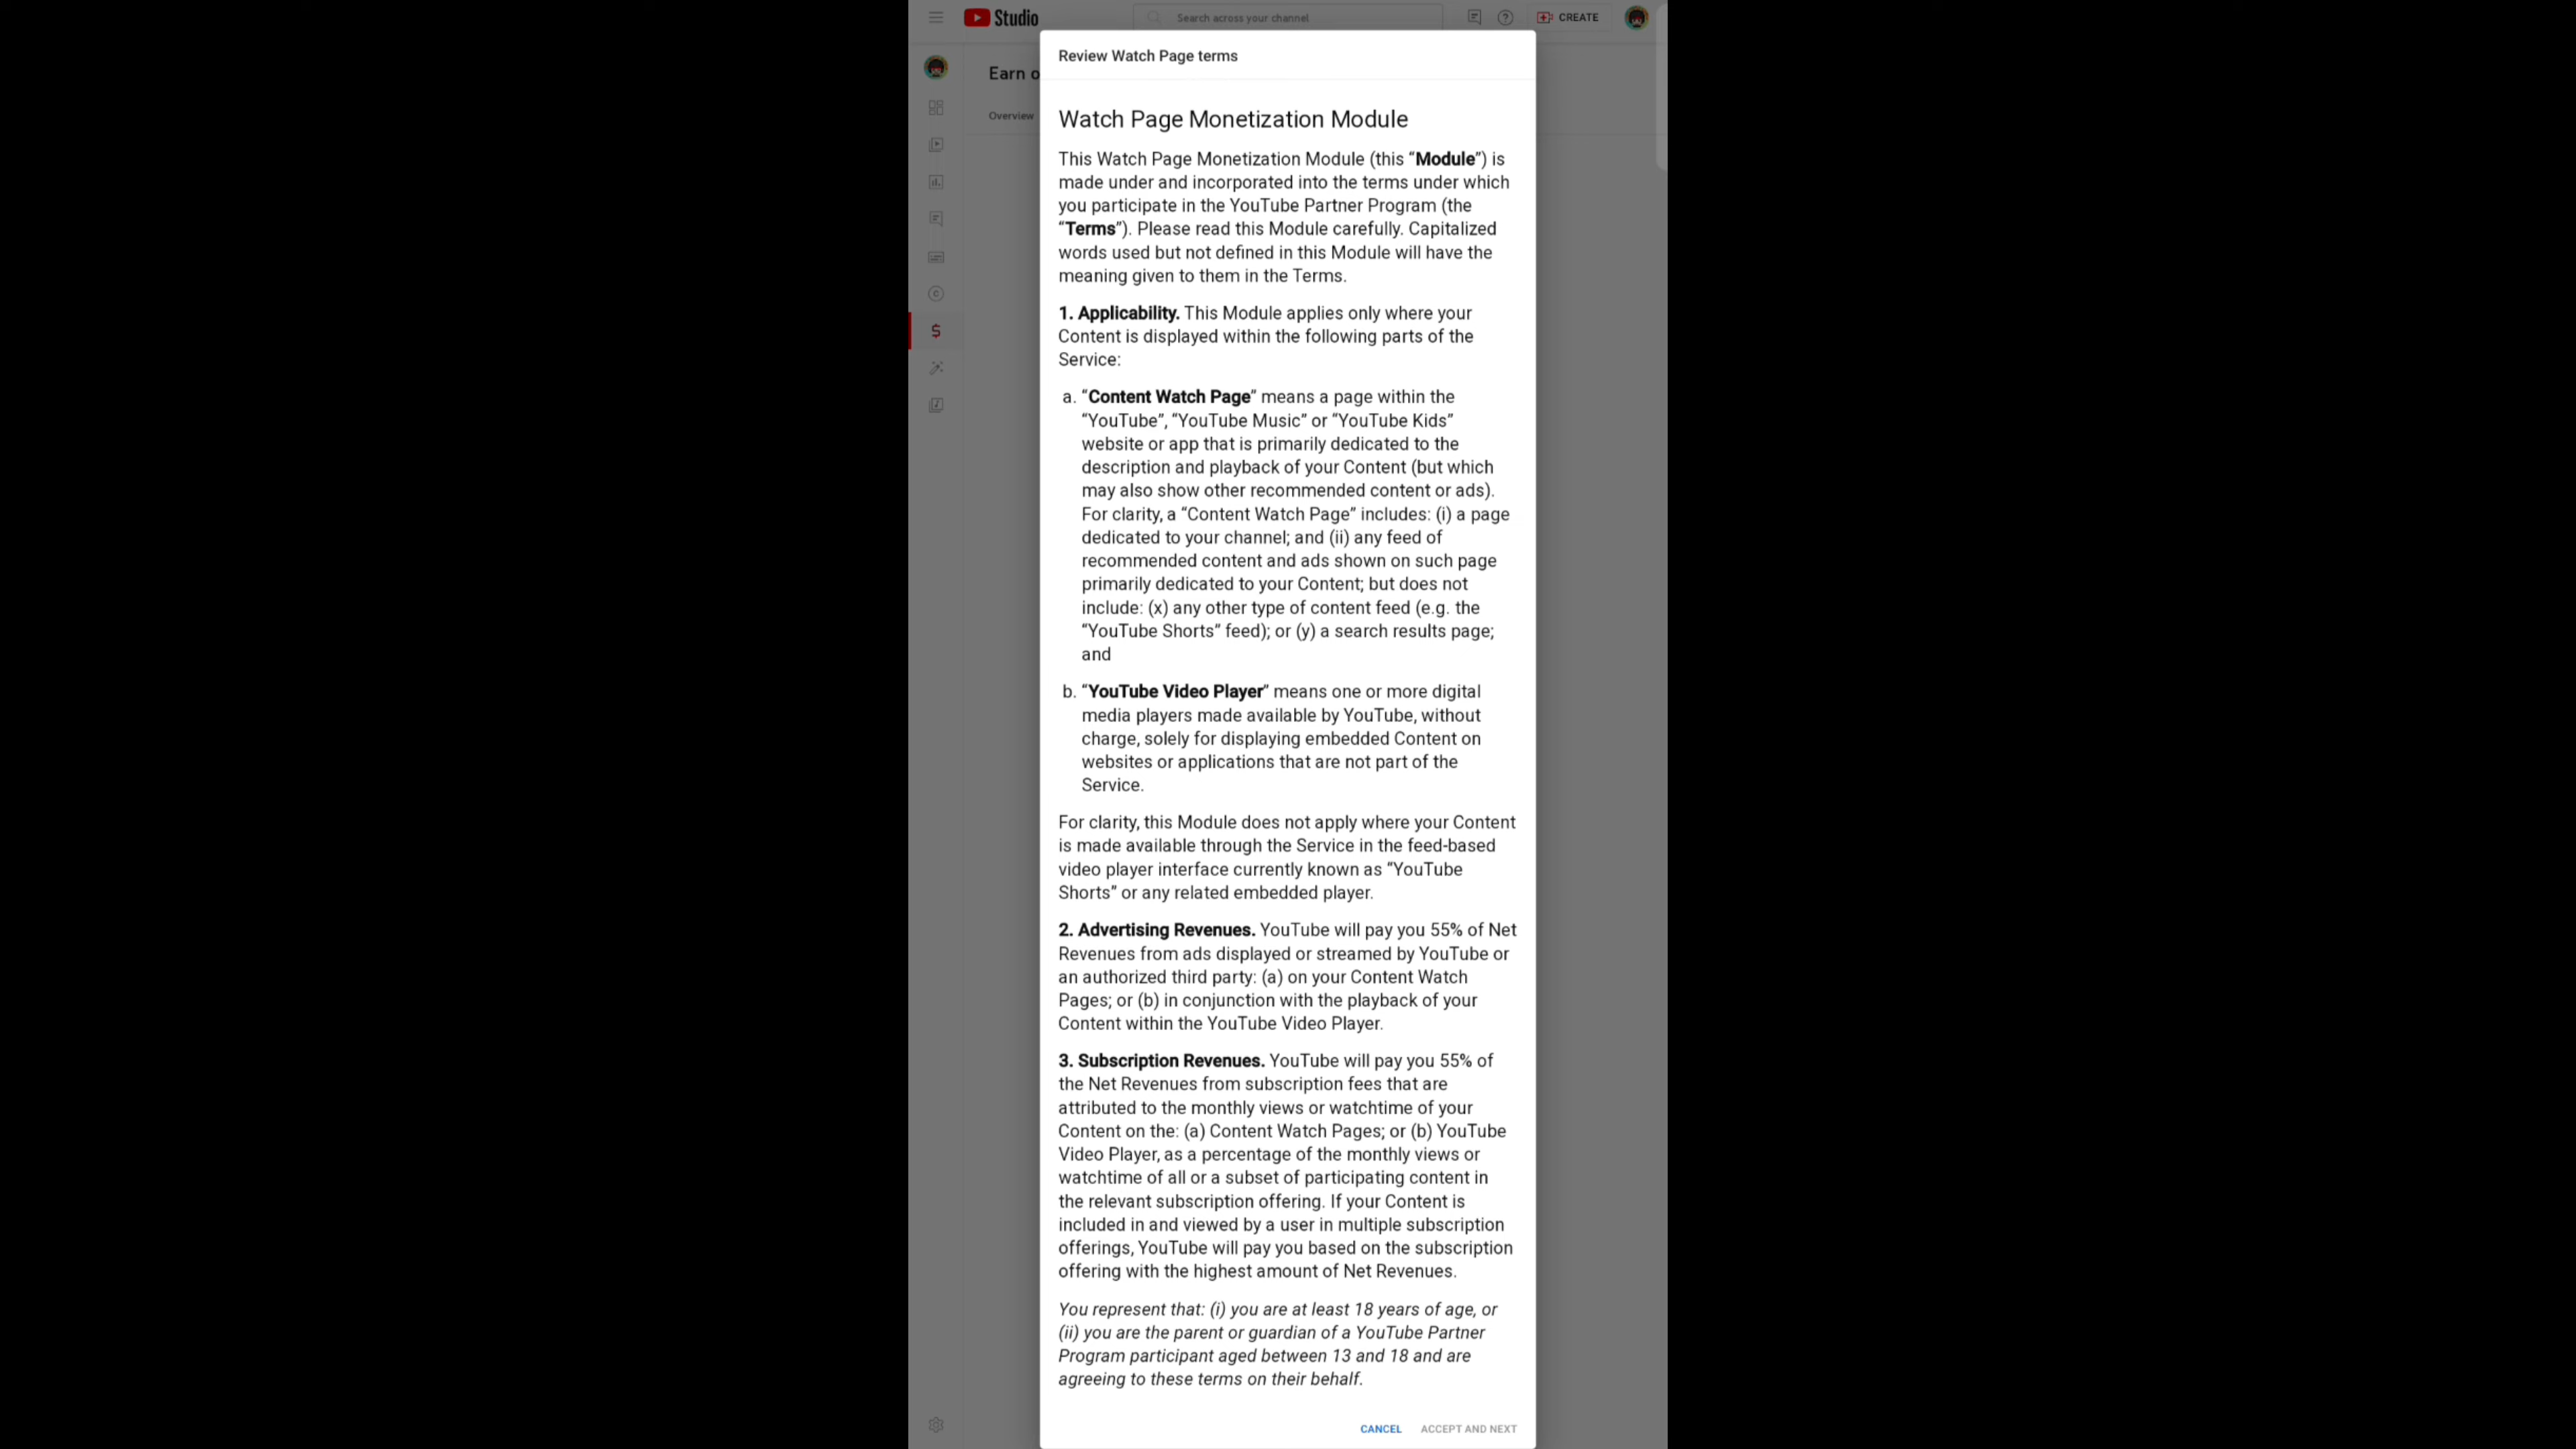 Studio
Search across your channel
CREATE
Review Watch Page terms
Earn o
Overview
Watch Page Monetization Module
This Watch Page Monetization Module (this “Module”) is
made under and incorporated into the terms under which
you participate in the YouTube Partner Program (the
“Terms”). Please read this Module carefully. Capitalized
words used but not defined in this Module will have the
meaning given to them in the Terms.
1. Applicability. This Module applies only where your
Content is displayed within the following parts of the
Service:
a. “Content Watch Page” means a page within the
“YouTube”, “YouTube Music” or “YouTube Kids”
website or app that is primarily dedicated to the
description and playback of your Content (but which
may also show other recommended content or ads).
For clarity, a “Content Watch Page” includes: (i) a page
dedicated to your channel; and (ii) any feed of
recommended content and ads shown on such page
primarily dedicated to your Content; but does not
include: (x) any other type of content feed (e.g. the
“YouTube Shorts” feed); or (y) a search results page;
and
b. “YouTube Video Player” means one or more digital
media players made available by YouTube, without
charge, solely for displaying embedded Content on
websites or applications that are not part of the
Service.
For clarity, this Module does not apply where your Content
is made available through the Service in the feed-based
video player interface currently known as “YouTube
Shorts” or any related embedded player.
2. Advertising Revenues. YouTube will pay you 55% of Net
Revenues from ads displayed or streamed by YouTube or
an authorized third party: (a) on your Content Watch
Pages; or (b) in conjunction with the playback of your
Content within the YouTube Video Player.
3. Subscription Revenues. YouTube will pay you 55% of
the Net Revenues from subscription fees that are
attributed to the monthly views or watchtime of your
Content on the: (a) Content Watch Pages; or (b) YouTube
Video Player, as a percentage of the monthly views or
watchtime of all or a subset of participating content in
the relevant subscription offering. If your Content is
included in and viewed by a user in multiple subscription
offerings, YouTube will pay you based on the subscription
offering with the highest amount of Net Revenues.
You represent that: (i) you are at least 18 years of age, or
(ii) you are the parent or guardian of a YouTube Partner
Program participant aged between 13 and 18 and are
agreeing to these terms on their behalf.
CANCEL ACCEPT AND NEXT